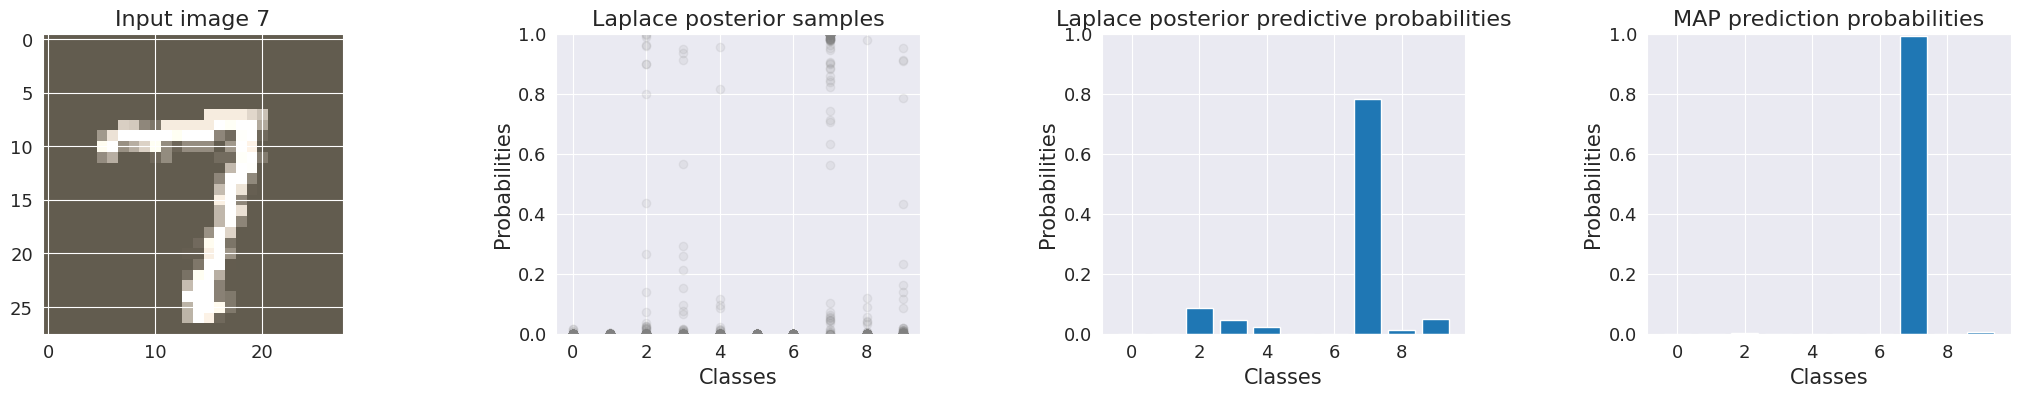 Input image 7
0
5
10
15
20
25
0 10 20
Laplace posterior samples
1.0
0.8
0.6
0.4
0.2
0.0
Probabilities
0 2 4 6 8
Classes
Laplace posterior predictive probabilities
1.0
0.8
0.6
0.4
0.2
0.0
Probabilities
0 2 4 6 8
Classes
MAP prediction probabilities
1.0
0.8
0.6
0.4
0.2
0.0
Probabilities
0 2 4 6 8
Classes
7